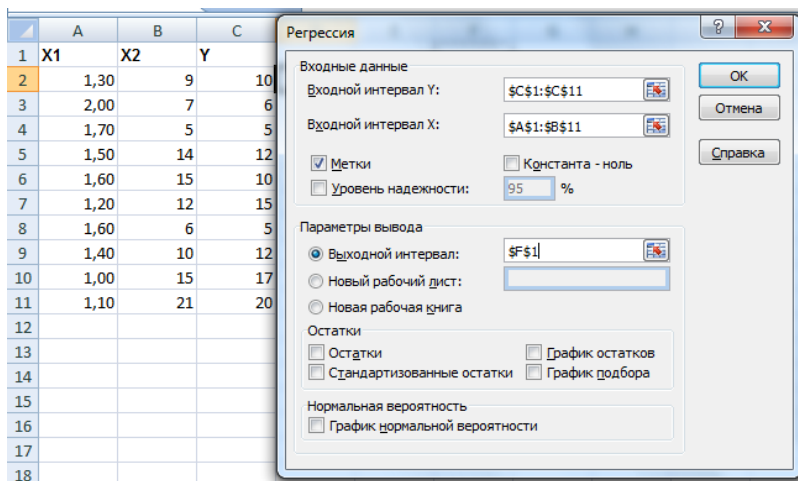 A B C
1 X1 X2 Y
2 1,30 9 10
3 2,00 7 6
4 1,70 5 5
5 1,50 14 12
6 1,60 15 10
7 1,20 12 15
8 1,60 6 5
9 1,40 10 12
10 1,00 15 17
11 1,10 21 20
12
13
14
15
16
17
18
Регрессия
?
Входные данные
Входной интервал Y: $C$1:$C$11
Входной интервал X: $A$1:$B$11
Метки Константа - ноль
Уровень надежности: 95 %
OK
Отмена
Справка
Параметры вывода
Выходной интервал: $F$1
Новый рабочий лист:
Новая рабочая книга
Остатки
Остатки График остатков
Стандартизованные остатки График подбора
Нормальная вероятность
График нормальной вероятности